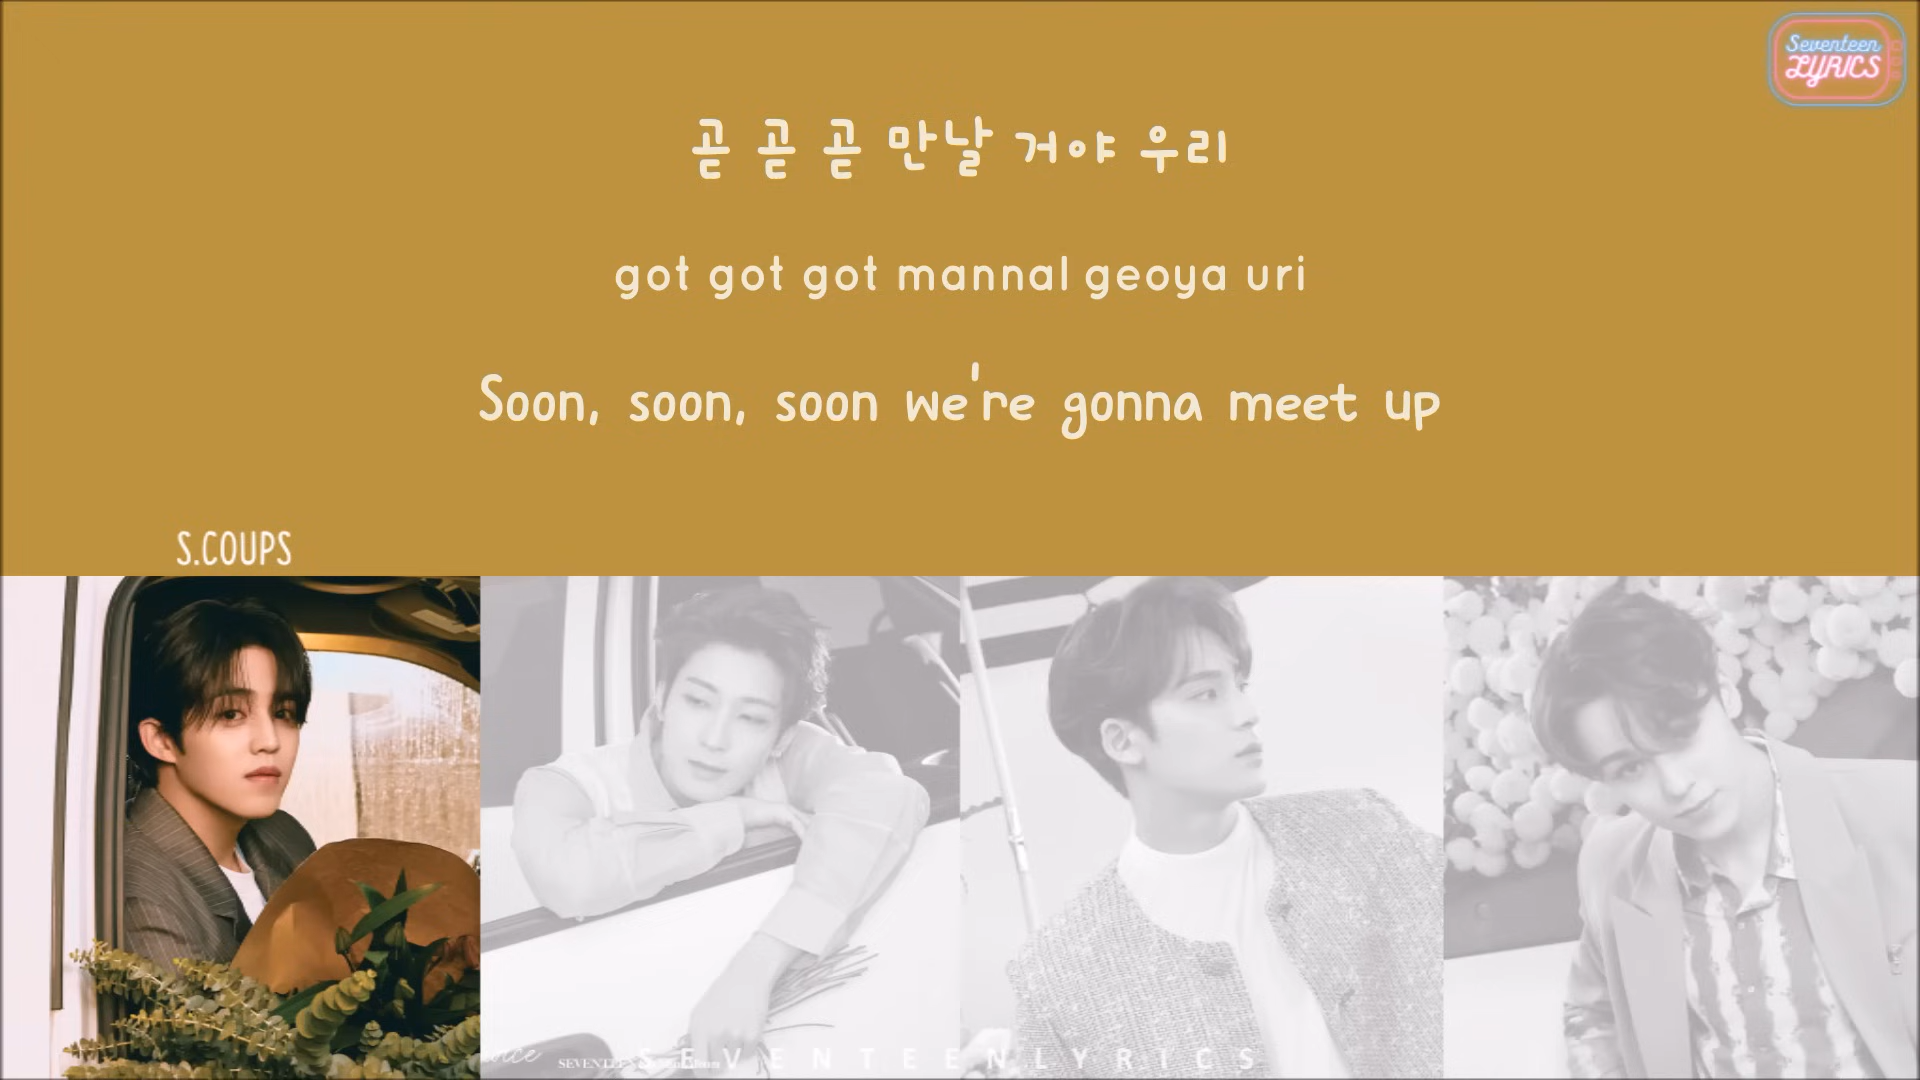 Seventeen
LYRICS
곧 곧 곧 만날 거야 우리
got got got mannal geoya uri
Soon, soon, soon we're gonna meet up
S.COUPS
SEVENTEENLYRICS